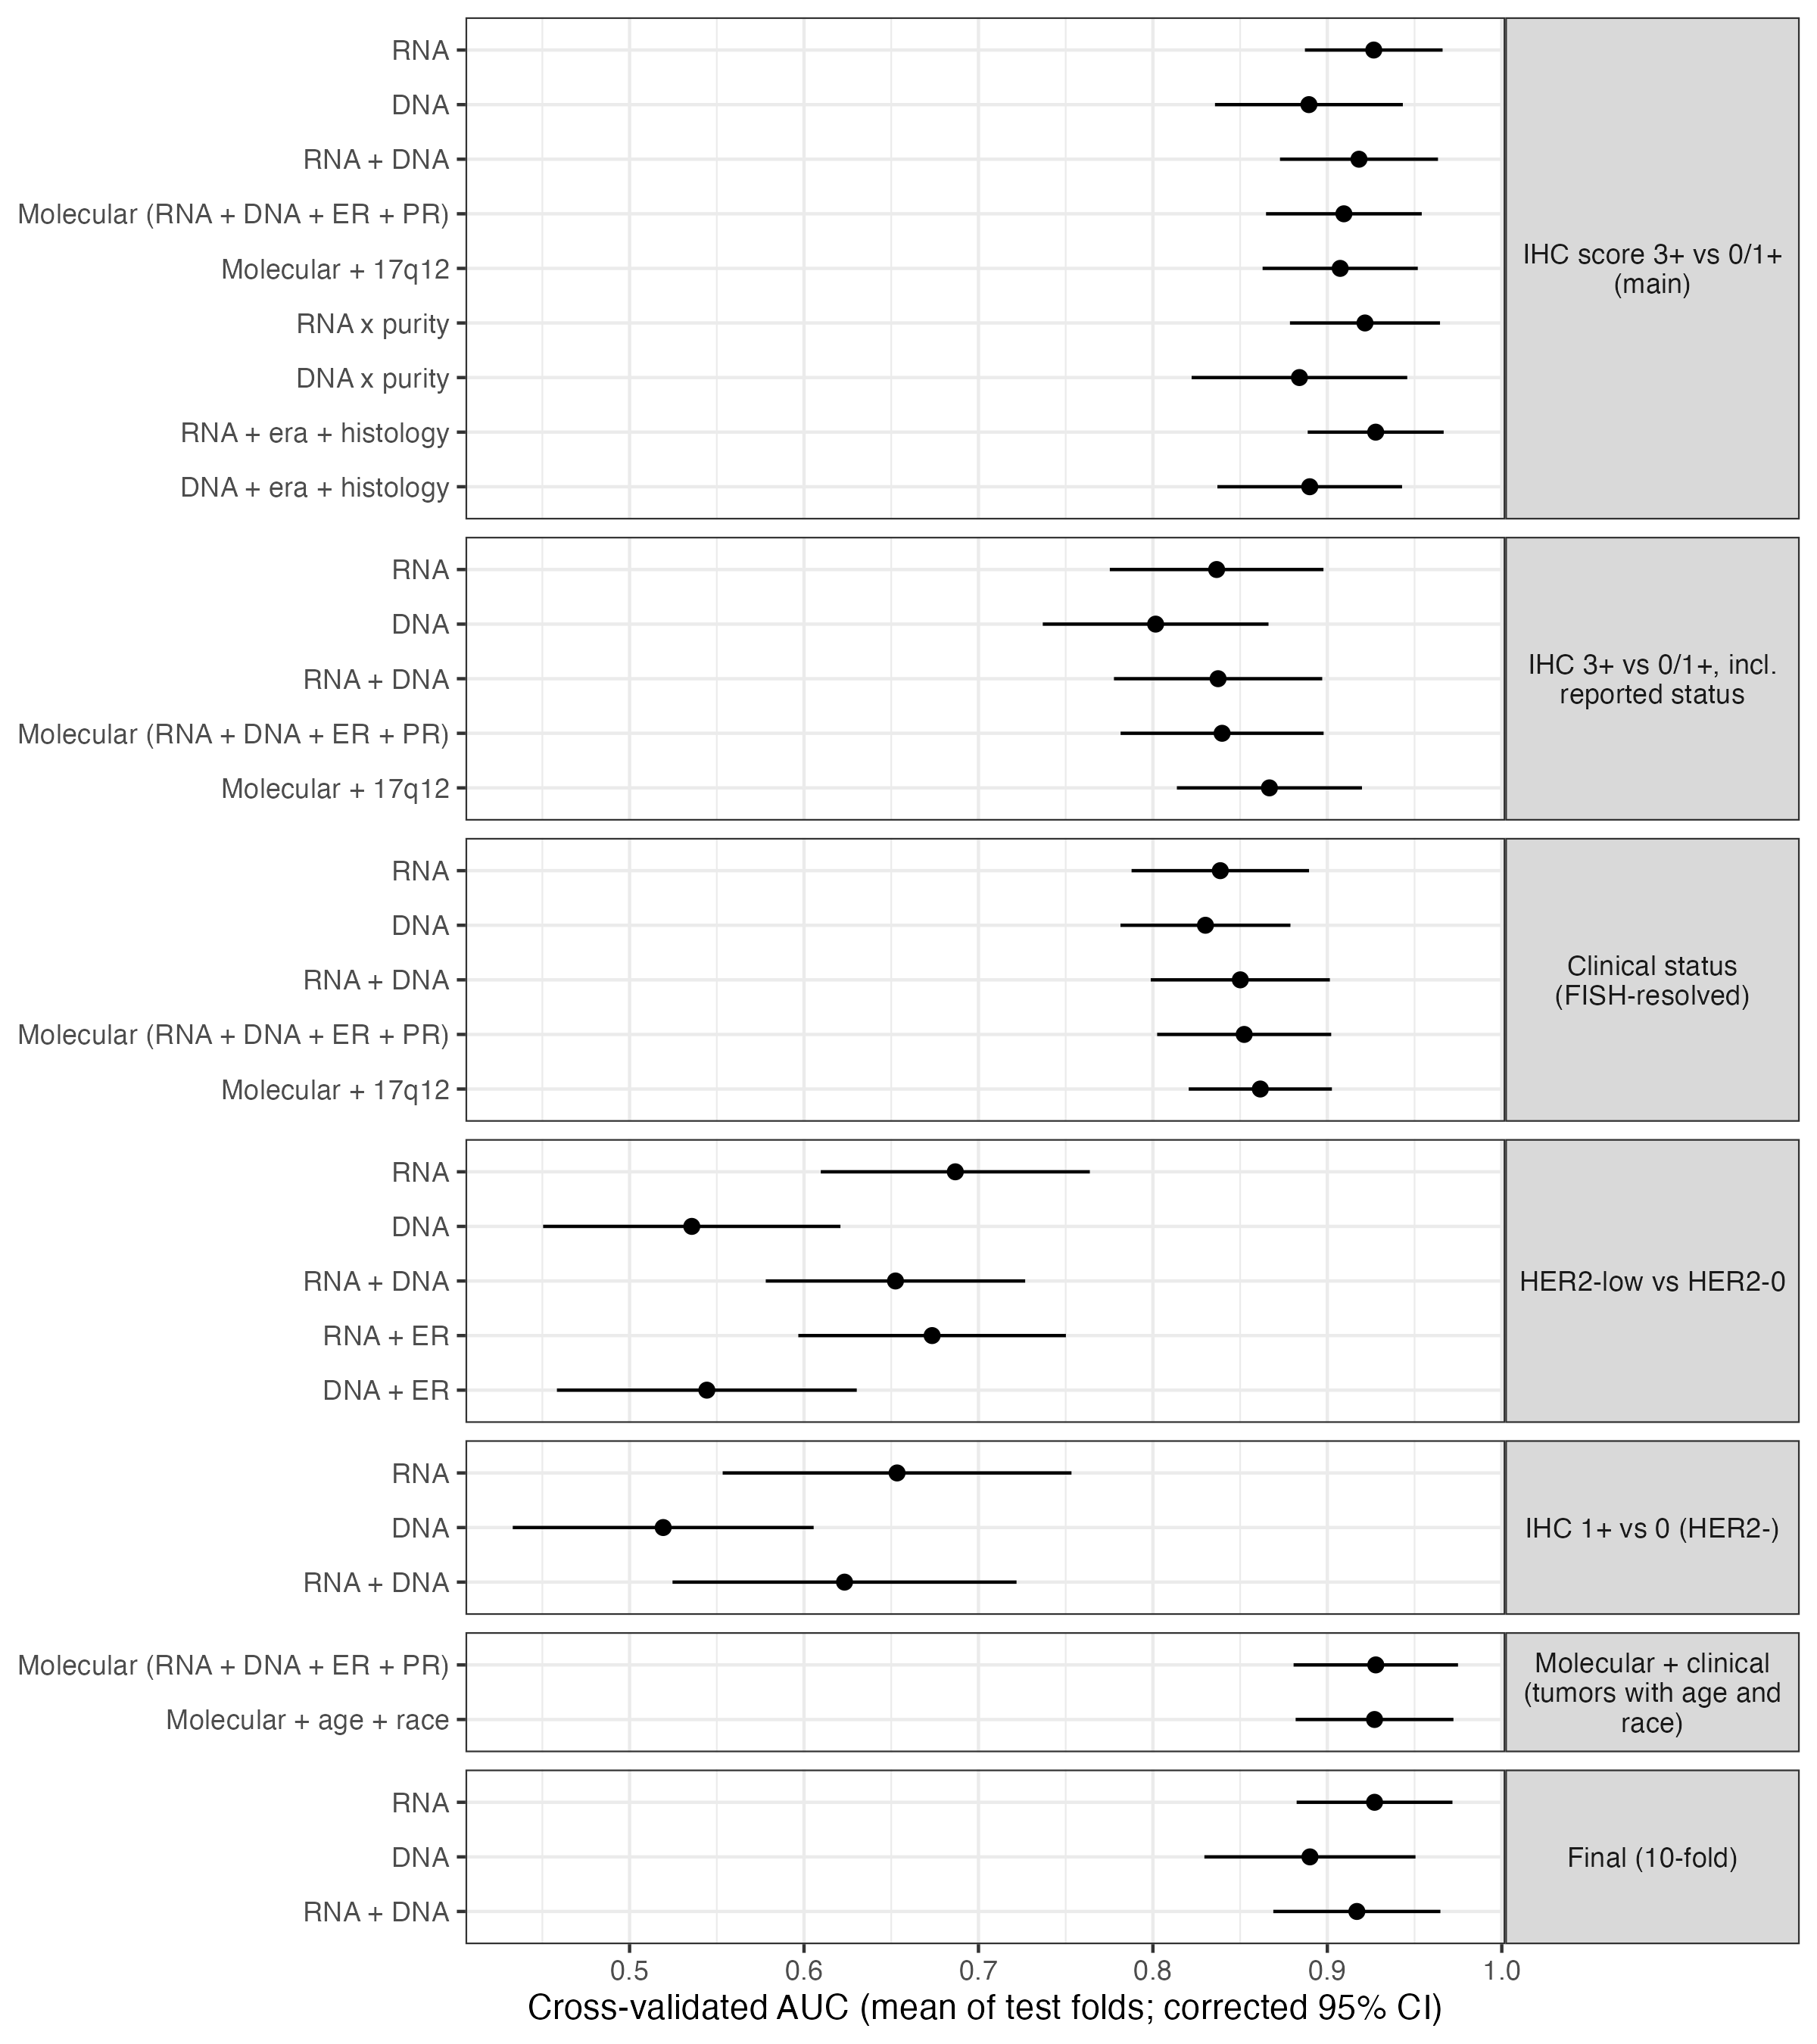 RNA
DNA
RNA + DNA
Molecular (RNA + DNA + ER + PR)
Molecular + 17q12
RNA x purity
DNA x purity
RNA + era + histology
DNA + era + histology
IHC score 3+ vs 0/1+
(main)
RNA
DNA
RNA + DNA
Molecular (RNA + DNA + ER + PR)
Molecular + 17q12
IHC 3+ vs 0/1+, incl.
reported status
RNA
DNA
RNA + DNA
Molecular (RNA + DNA + ER + PR)
Molecular + 17q12
Clinical status
(FISH-resolved)
RNA
DNA
RNA + DNA
RNA + ER
DNA + ER
HER2-low vs HER2-0
RNA
DNA
RNA + DNA
IHC 1+ vs 0 (HER2-)
Molecular (RNA + DNA + ER + PR)
Molecular + age + race
Molecular + clinical
(tumors with age and
race)
RNA
DNA
RNA + DNA
Final (10-fold)
0.5 0.6 0.7 0.8 0.9 1.0
Cross-validated AUC (mean of test folds; corrected 95% CI)